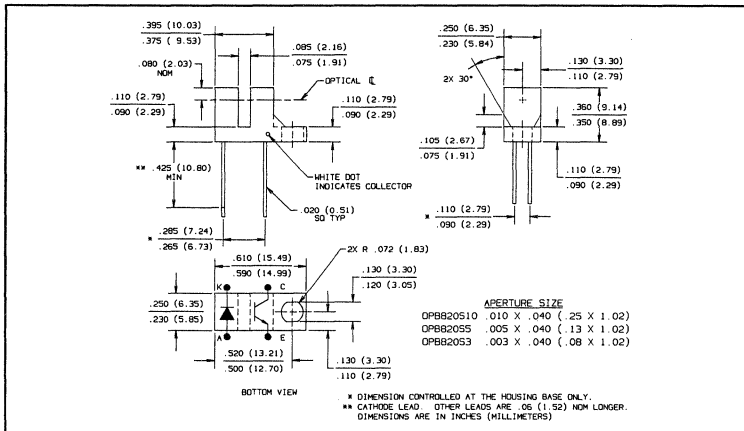 .395 (10.03)
.375 ( 9.53)
.085 (2.16)
.075 (1.91)
.080 (2.03)
NOM
OPTICAL ℄
.110 (2.79)
.090 (2.29)
.110 (2.79)
.090 (2.29)
** .425 (10.80)
MIN
WHITE DOT
INDICATES COLLECTOR
.020 (0.51)
SQ TYP
* .285 (7.24)
.265 (6.73)
.250 (6.35)
.230 (5.84)
2X 30°
.130 (3.30)
.110 (2.79)
.360 (9.14)
.350 (8.89)
.105 (2.67)
.075 (1.91)
.110 (2.79)
.090 (2.29)
* .110 (2.79)
.090 (2.29)
.610 (15.49)
.590 (14.99)
2X R .072 (1.83)
.130 (3.30)
.120 (3.05)
K C
.250 (6.35)
.230 (5.85)
A E
.520 (13.21)
.500 (12.70)
.130 (3.30)
.110 (2.79)
BOTTOM VIEW
APERTURE SIZE
OPB820S10 .010 X .040 (.25 X 1.02)
OPB820S5 .005 X .040 (.13 X 1.02)
OPB820S3 .003 X .040 (.08 X 1.02)
* DIMENSION CONTROLLED AT THE HOUSING BASE ONLY.
** CATHODE LEAD. OTHER LEADS ARE .06 (1.52) NOM LONGER.
DIMENSIONS ARE IN INCHES (MILLIMETERS)